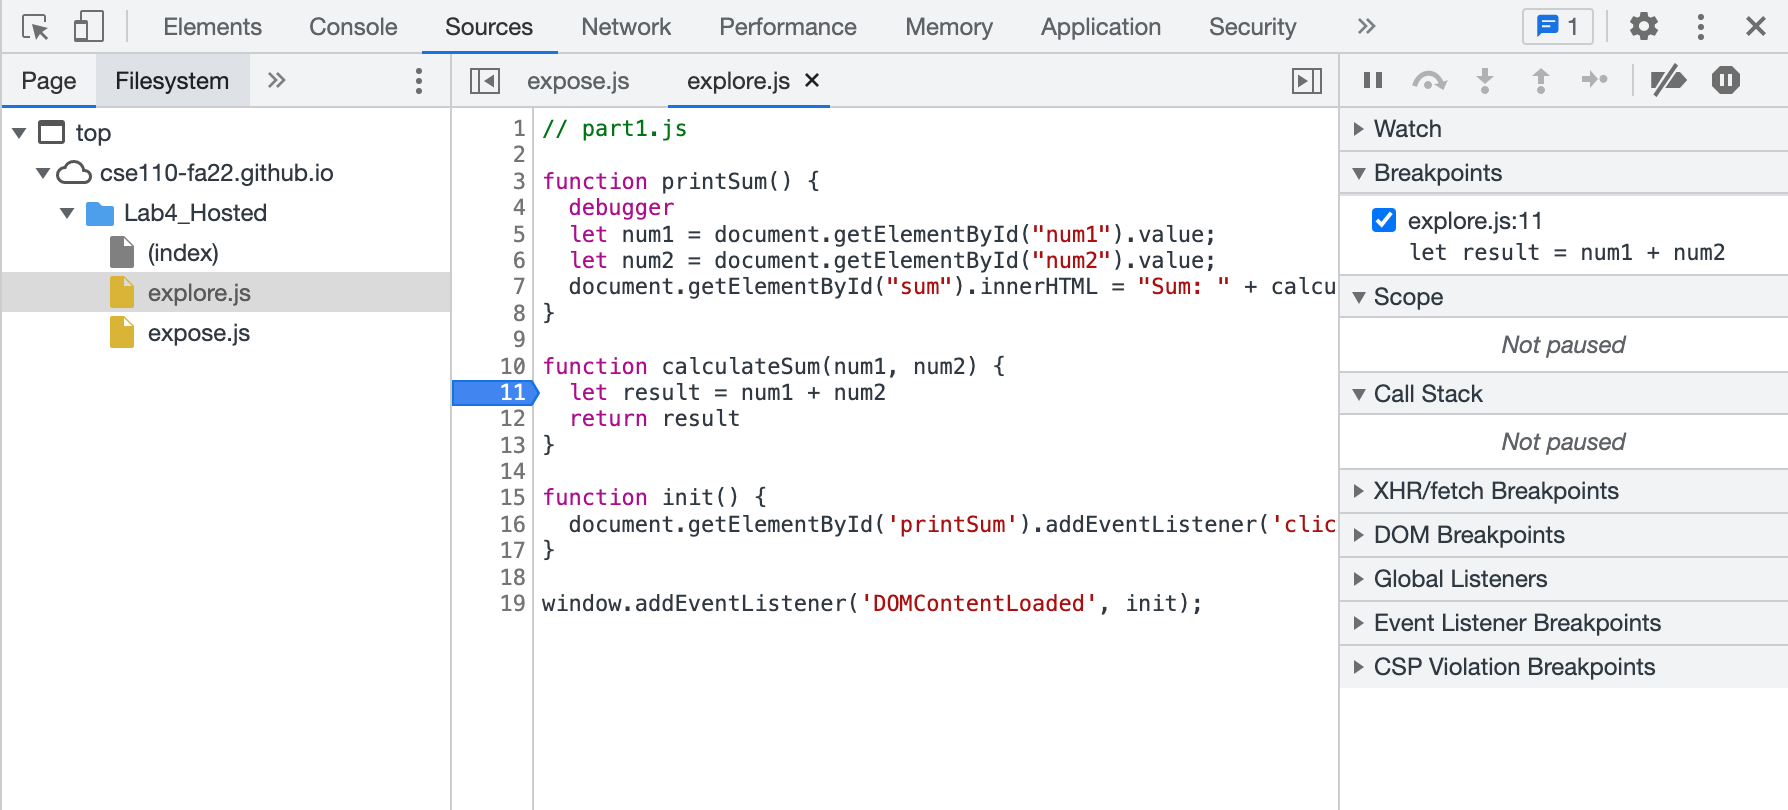 Elements Console Sources Network Performance Memory Application Security 1
Page Filesystem
top
cse110-fa22.github.io
Lab4_Hosted
(index)
explore.js
expose.js
expose.js explore.js
1 // part1.js
2
3 function printSum() {
4   debugger
5   let num1 = document.getElementById("num1").value;
6   let num2 = document.getElementById("num2").value;
7   document.getElementById("sum").innerHTML = "Sum: " + calcu
8 }
9
10 function calculateSum(num1, num2) {
11   let result = num1 + num2
12   return result
13 }
14
15 function init() {
16   document.getElementById('printSum').addEventListener('clic
17 }
18
19 window.addEventListener('DOMContentLoaded', init);
Watch
Breakpoints
explore.js:11
let result = num1 + num2
Scope
Not paused
Call Stack
Not paused
XHR/fetch Breakpoints
DOM Breakpoints
Global Listeners
Event Listener Breakpoints
CSP Violation Breakpoints